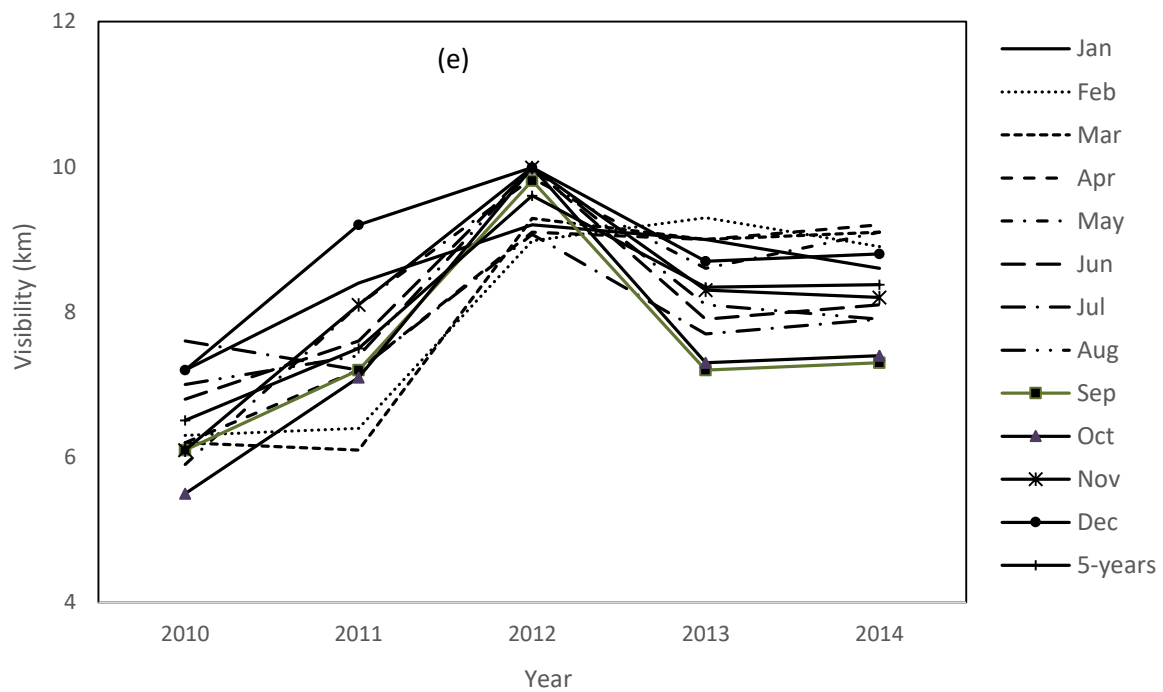 (e)
Visibility (km)
12
10
8
6
4
2010 2011 2012 2013 2014
Year
Jan
Feb
Mar
Apr
May
Jun
Jul
Aug
Sep
Oct
Nov
Dec
5-years